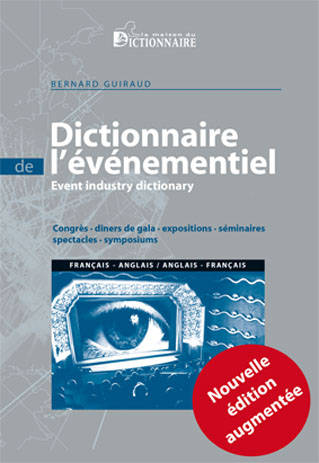 la maison du
DICTIONNAIRE
BERNARD GUIRAUD
Dictionnaire
de l'événementiel
Event industry dictionary
Congrès - dîners de gala - expositions - séminaires
spectacles - symposiums
FRANÇAIS - ANGLAIS / ANGLAIS - FRANÇAIS
Nouvelle
édition
augmentée